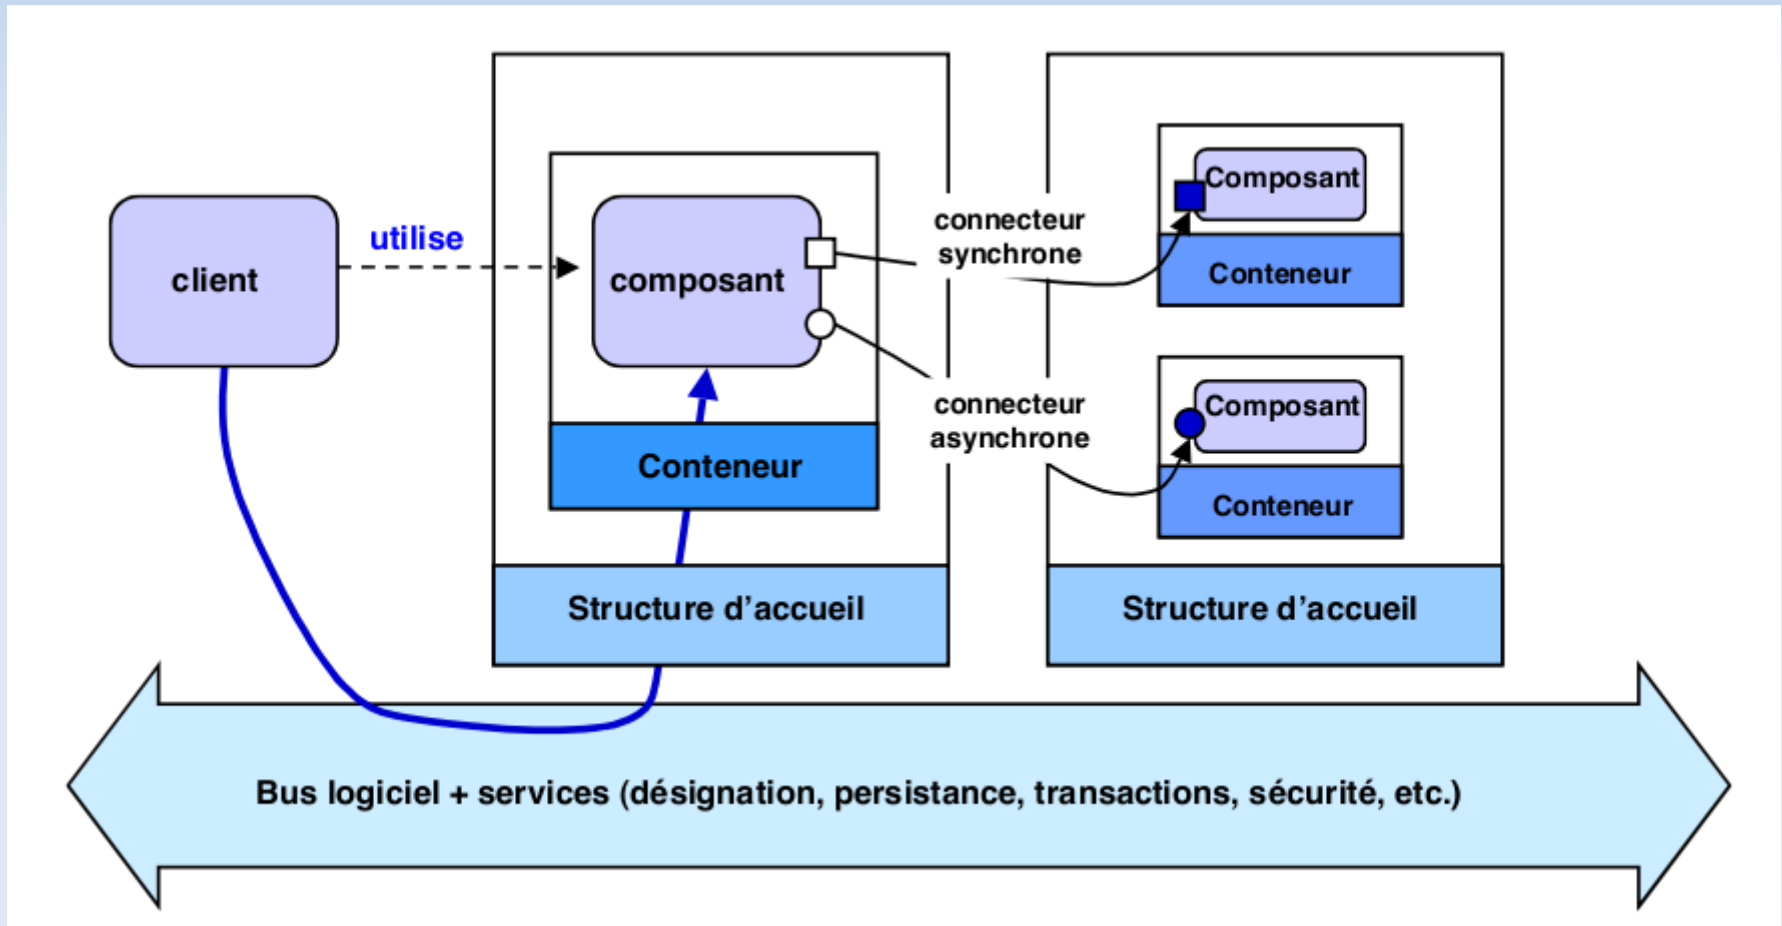 client
utilise
composant
Conteneur
Structure d'accueil
connecteur
synchrone
connecteur
asynchrone
Composant
Conteneur
Composant
Conteneur
Structure d'accueil
Bus logiciel + services (désignation, persistance, transactions, sécurité, etc.)